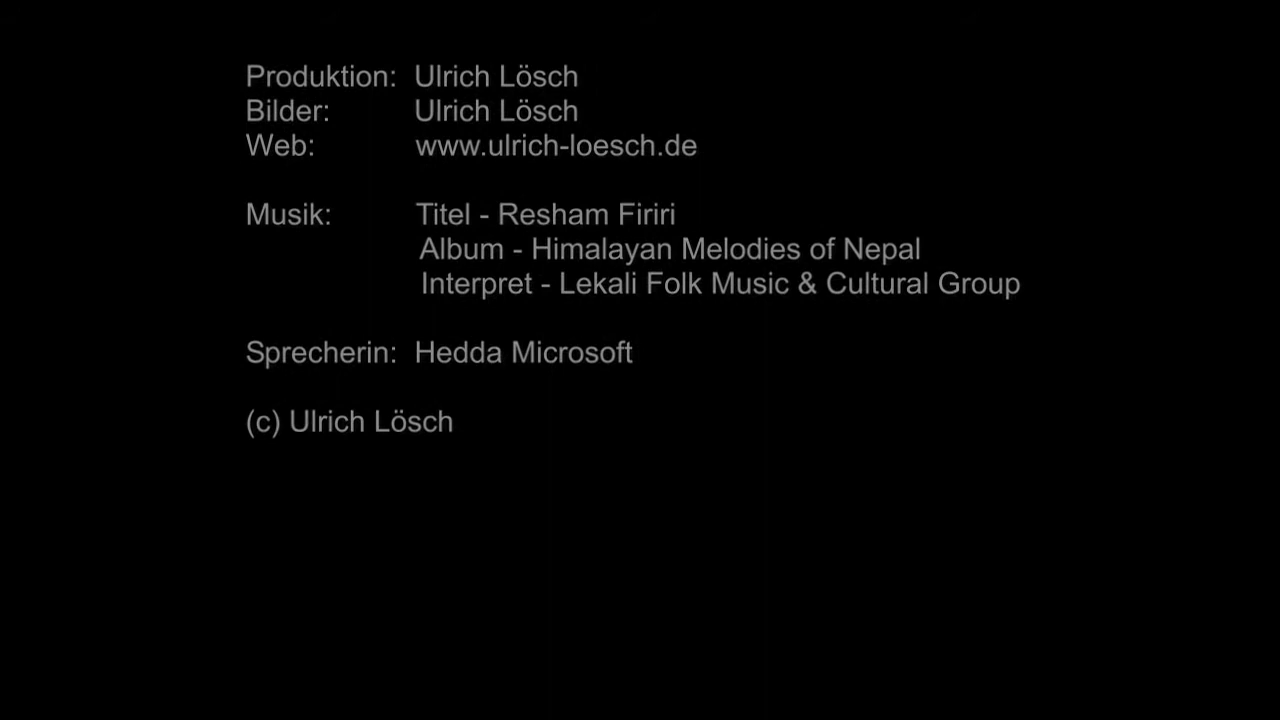 Produktion: Ulrich Lösch
Bilder: Ulrich Lösch
Web: www.ulrich-loesch.de
Musik: Titel - Resham Firiri
Album - Himalayan Melodies of Nepal
Interpret - Lekali Folk Music & Cultural Group
Sprecherin: Hedda Microsoft
(c) Ulrich Lösch